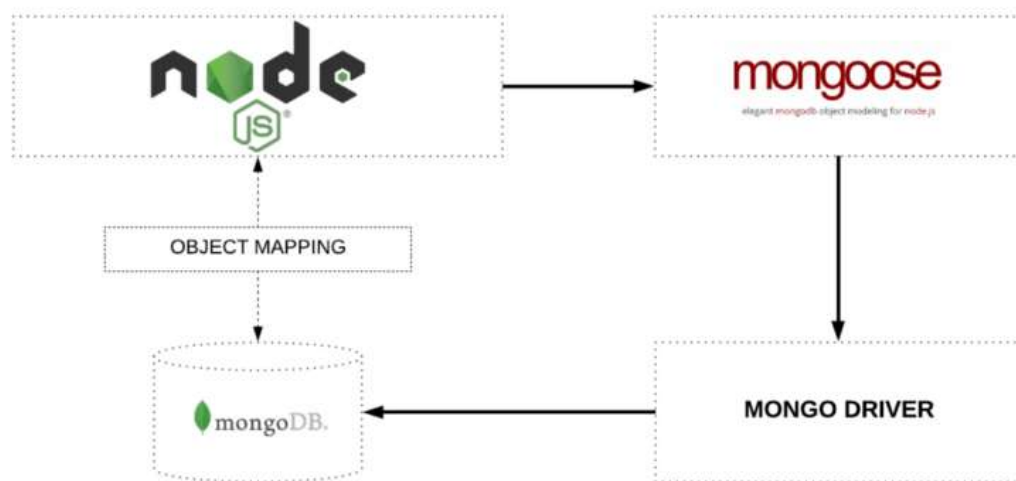 node
JS®
mongoose
elegant mongodb object modeling for node.js
OBJECT MAPPING
mongoDB.
MONGO DRIVER